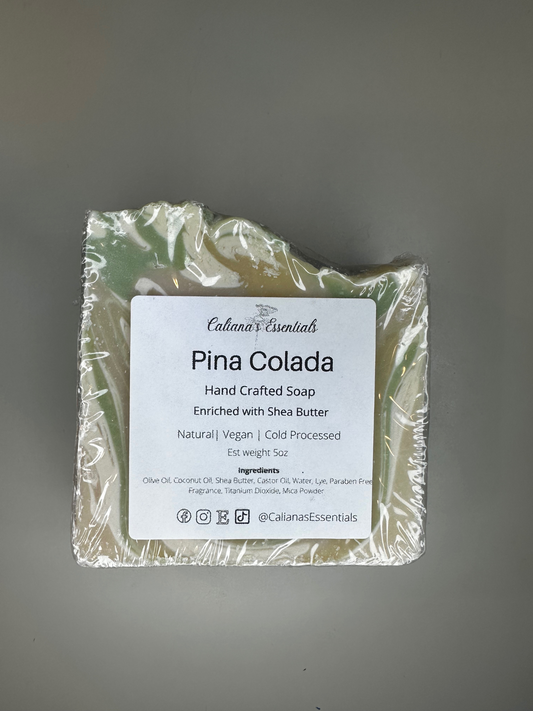 Caliana's Essentials
Pina Colada
Hand Crafted Soap
Enriched with Shea Butter
Natural| Vegan | Cold Processed
Est weight 5oz
Ingredients
Olive Oil, Coconut Oil, Shea Butter, Castor Oil, Water, Lye, Paraben Free
Fragrance, Titanium Dioxide, Mica Powder
@CalianasEssentials